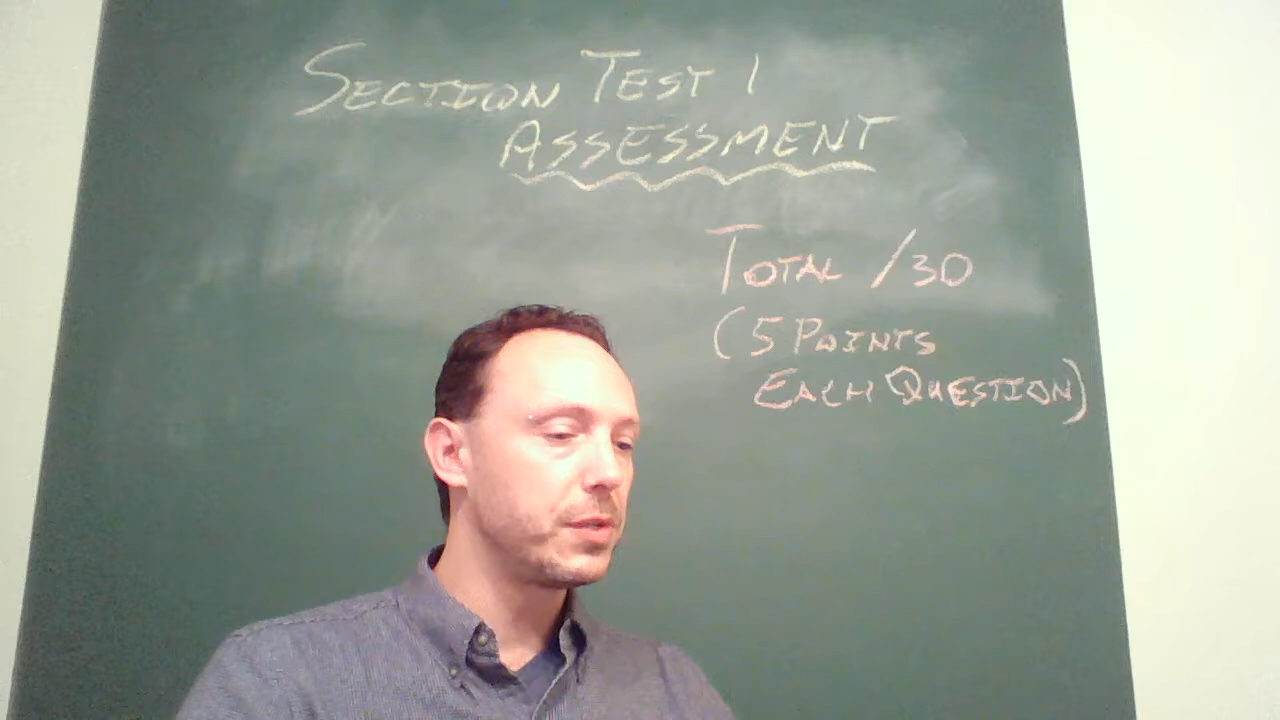 SECTION TEST 1
ASSESSMENT
TOTAL /30
(5 POINTS
EACH QUESTION)